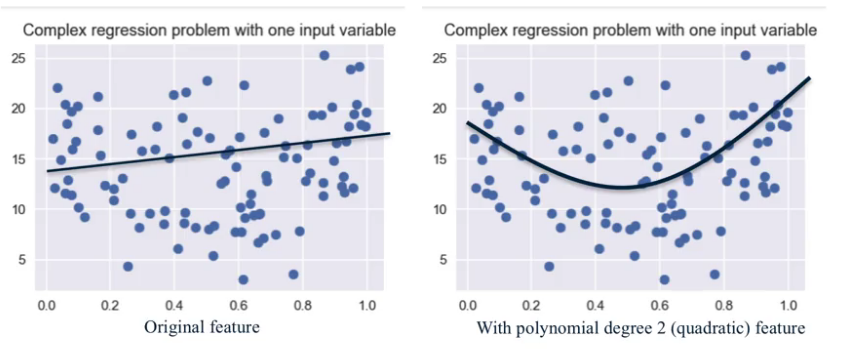 Complex regression problem with one input variable
25
20
15
10
5
0.0 0.2 0.4 0.6 0.8 1.0
Original feature
Complex regression problem with one input variable
25
20
15
10
5
0.0 0.2 0.4 0.6 0.8 1.0
With polynomial degree 2 (quadratic) feature